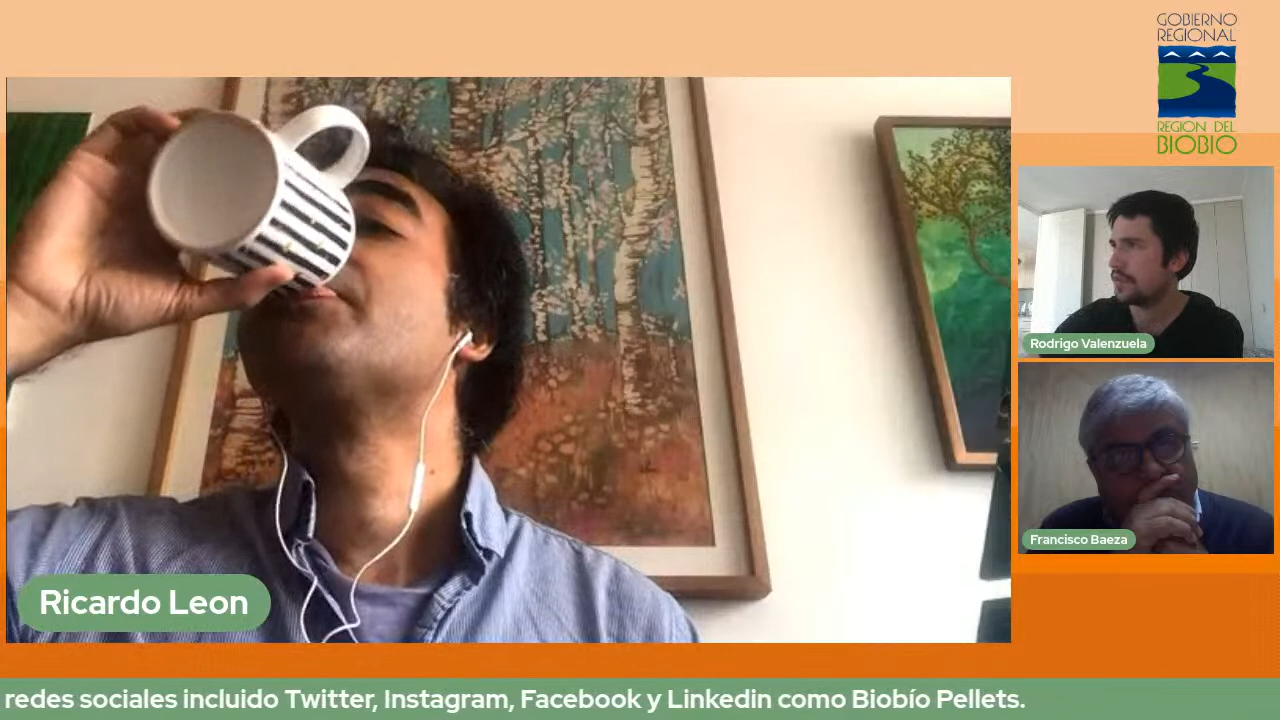 GOBIERNO
REGIONAL
REGION DEL
BIOBIO
Rodrigo Valenzuela
Francisco Baeza
Ricardo Leon
redes sociales incluido Twitter, Instagram, Facebook y Linkedin como Biobío Pellets.